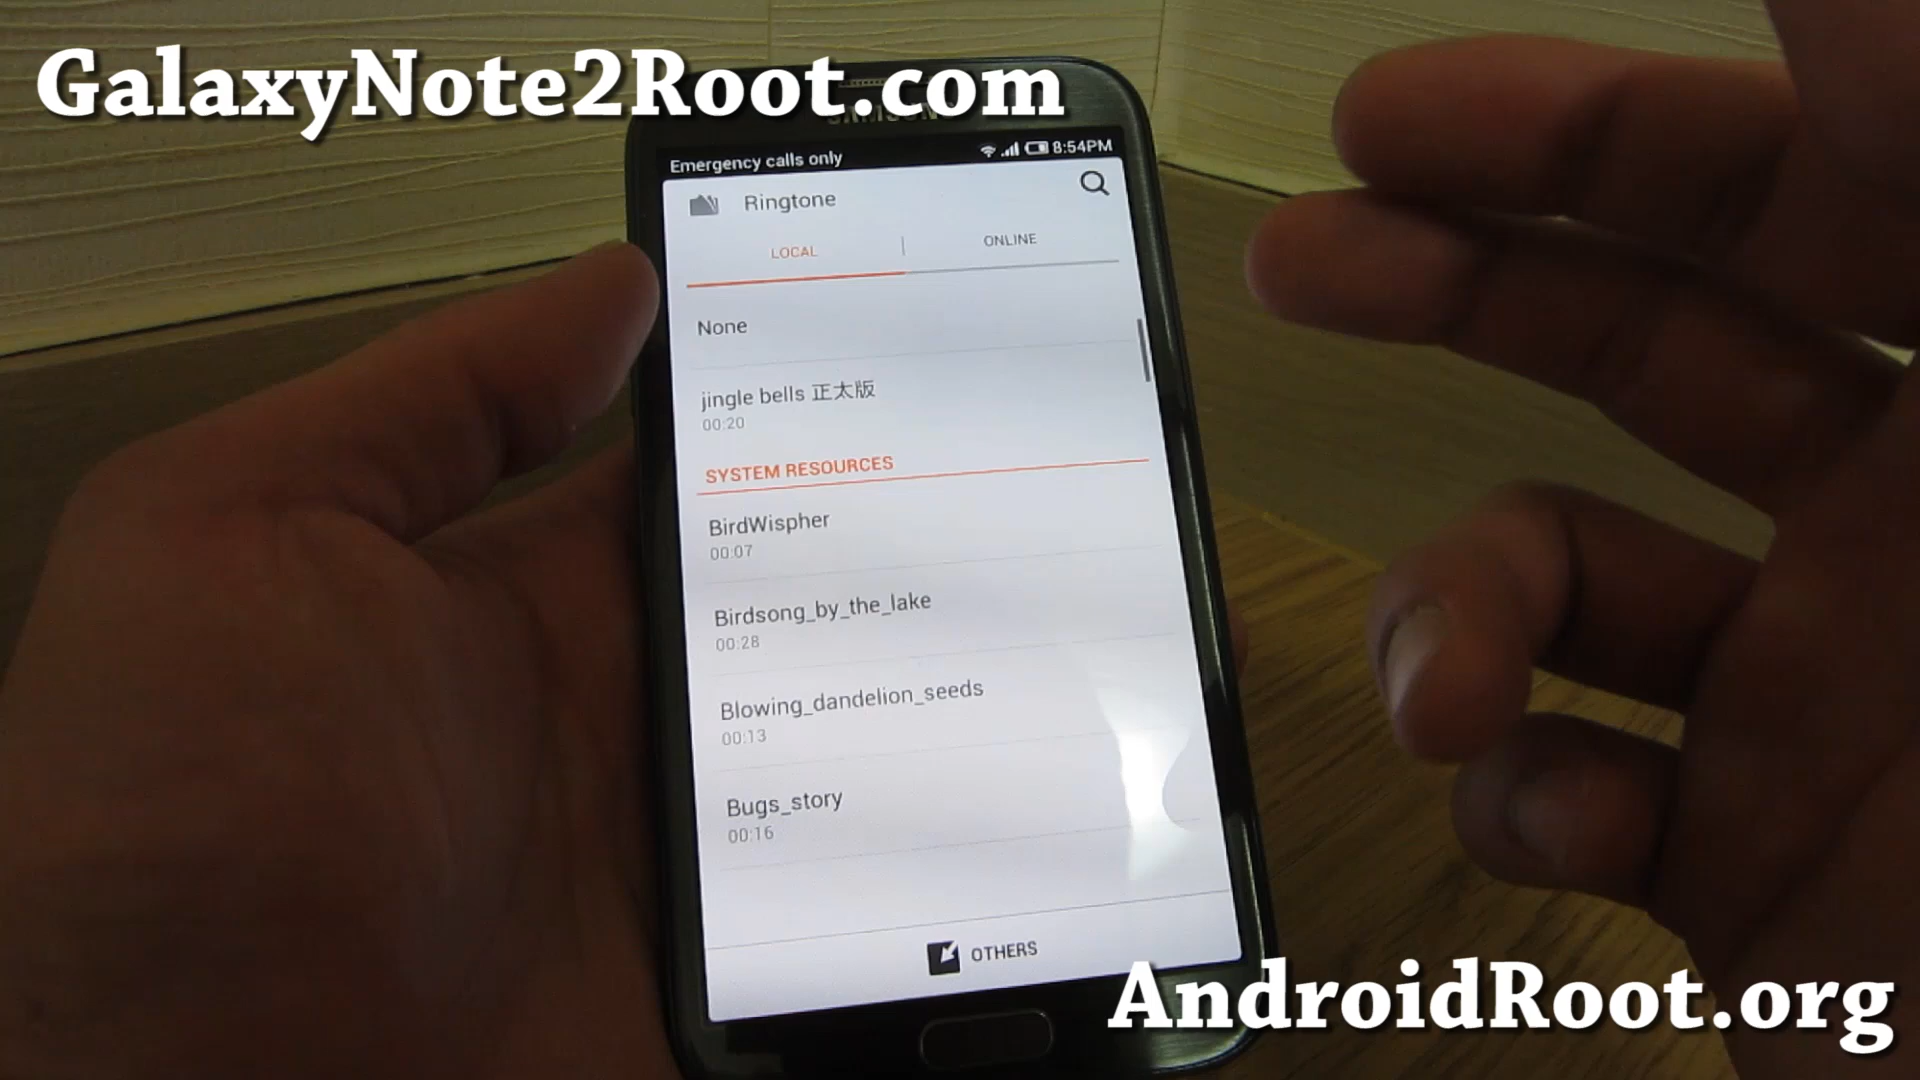 GalaxyNote2Root.com
SAMSUNG
Emergency calls only 8:54PM
Ringtone
LOCAL ONLINE
None
jingle bells 正太版
00:20
SYSTEM RESOURCES
BirdWispher
00:07
Birdsong_by_the_lake
00:28
Blowing_dandelion_seeds
00:13
Bugs_story
00:16
OTHERS
AndroidRoot.org